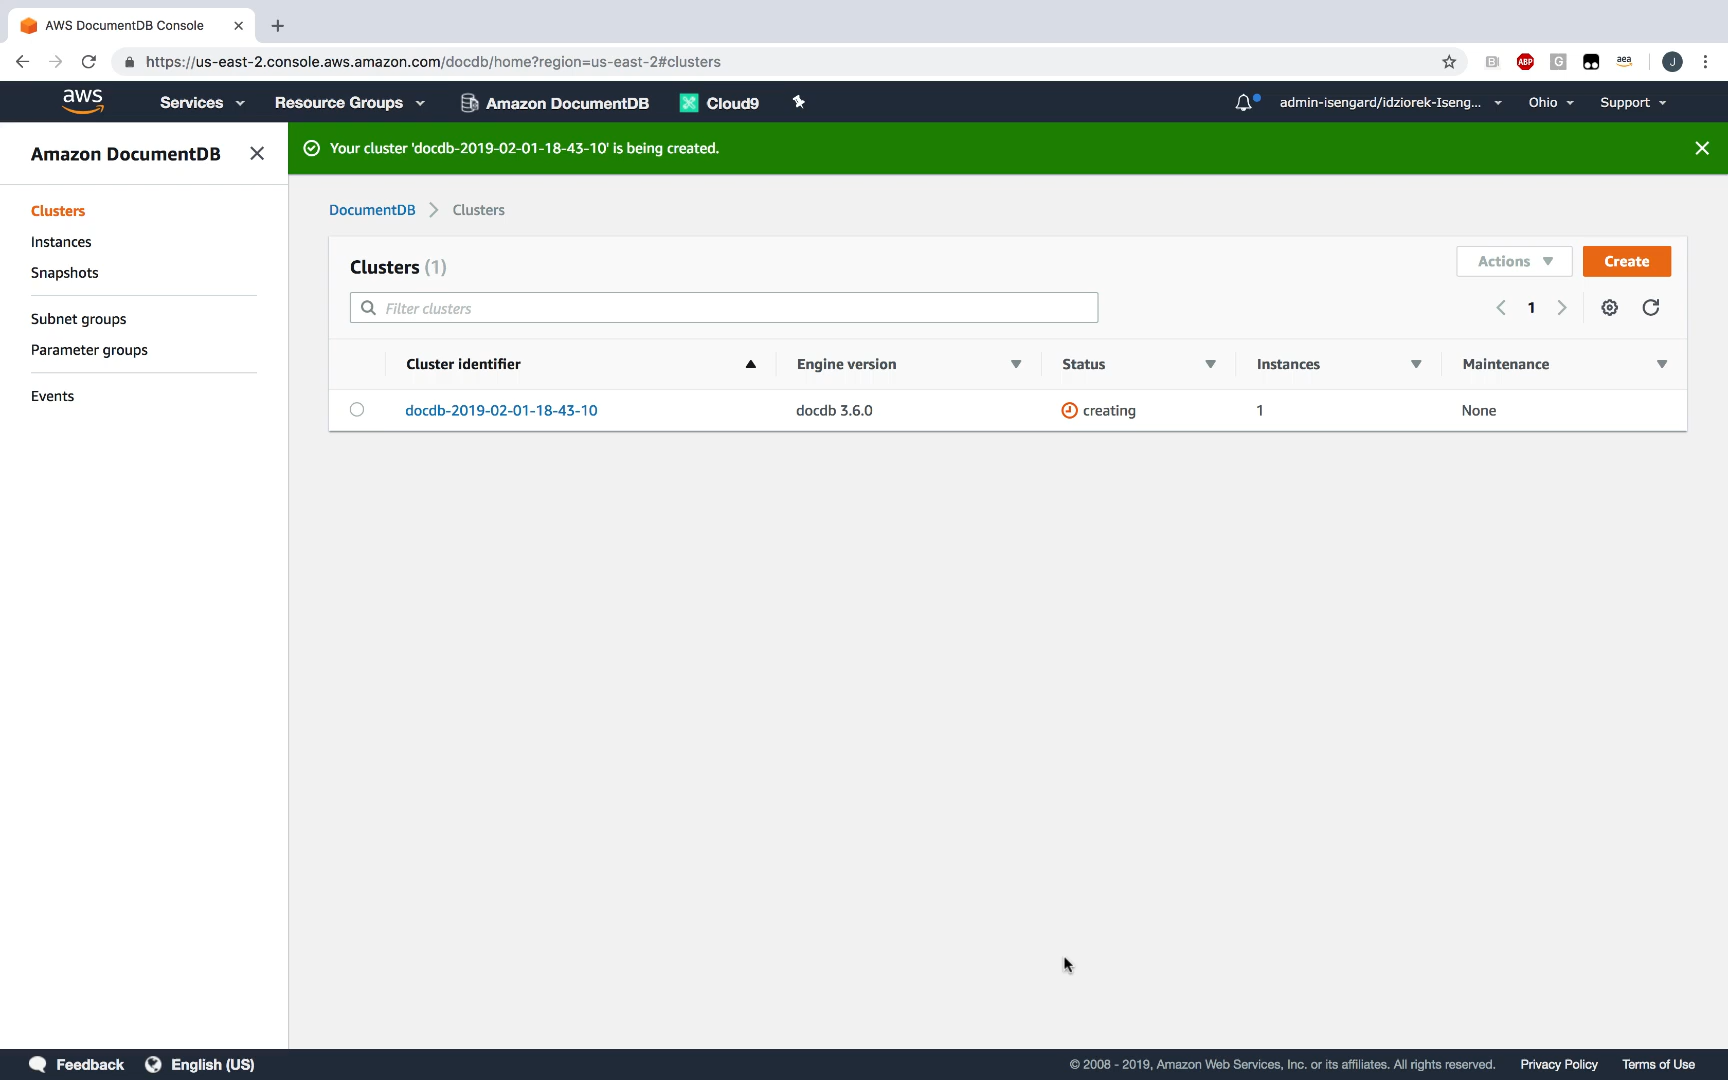 AWS DocumentDB Console
https://us-east-2.console.aws.amazon.com/docdb/home?region=us-east-2#clusters
ABP
G
aea
J
aws
Services
Resource Groups
Amazon DocumentDB
Cloud9
admin-isengard/idziorek-Iseng...
Ohio
Support
Amazon DocumentDB
Your cluster 'docdb-2019-02-01-18-43-10' is being created.
Clusters
Instances
Snapshots
Subnet groups
Parameter groups
Events
DocumentDB
Clusters
Clusters (1)
Actions
Create
Filter clusters
1
Cluster identifier
Engine version
Status
Instances
Maintenance
docdb-2019-02-01-18-43-10
docdb 3.6.0
creating
1
None
Feedback
English (US)
© 2008 - 2019, Amazon Web Services, Inc. or its affiliates. All rights reserved.
Privacy Policy
Terms of Use